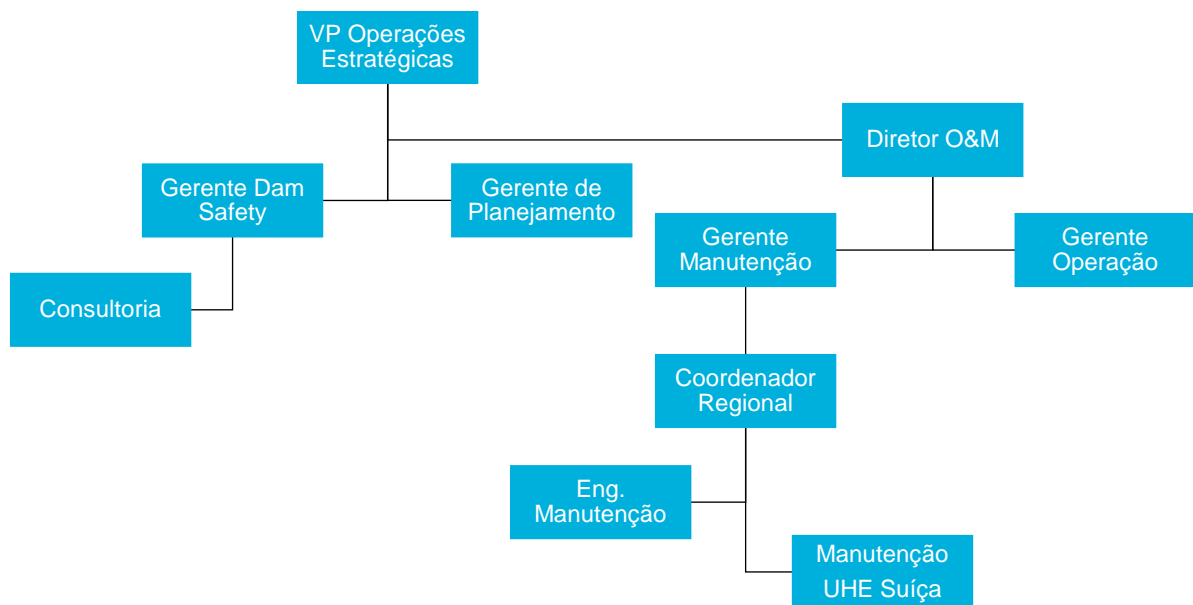 VP Operações
Estratégicas
Diretor O&M
Gerente Dam
Safety
Gerente de
Planejamento
Gerente
Manutenção
Gerente
Operação
Consultoria
Coordenador
Regional
Eng.
Manutenção
Manutenção
UHE Suíça